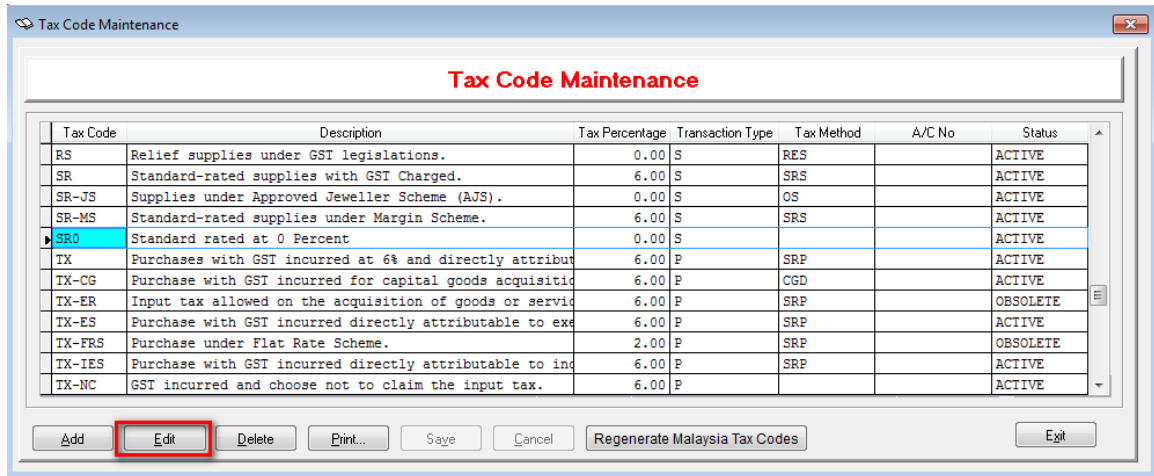 Tax Code Maintenance
Tax Code Maintenance
Tax Code Description Tax Percentage Transaction Type Tax Method A/C No Status
RS Relief supplies under GST legislations. 0.00 S RES ACTIVE
SR Standard-rated supplies with GST Charged. 6.00 S SRS ACTIVE
SR-JS Supplies under Approved Jeweller Scheme (AJS). 0.00 S OS ACTIVE
SR-MS Standard-rated supplies under Margin Scheme. 6.00 S SRS ACTIVE
SR0 Standard rated at 0 Percent 0.00 S ACTIVE
TX Purchases with GST incurred at 6% and directly attribut 6.00 P SRP ACTIVE
TX-CG Purchase with GST incurred for capital goods acquisitio 6.00 P CGD ACTIVE
TX-ER Input tax allowed on the acquisition of goods or servic 6.00 P SRP OBSOLETE
TX-ES Purchase with GST incurred directly attributable to exe 6.00 P SRP ACTIVE
TX-FRS Purchase under Flat Rate Scheme. 2.00 P SRP OBSOLETE
TX-IES Purchase with GST incurred directly attributable to inc 6.00 P SRP ACTIVE
TX-NC GST incurred and choose not to claim the input tax. 6.00 P ACTIVE
Add Edit Delete Print... Save Cancel Regenerate Malaysia Tax Codes Exit